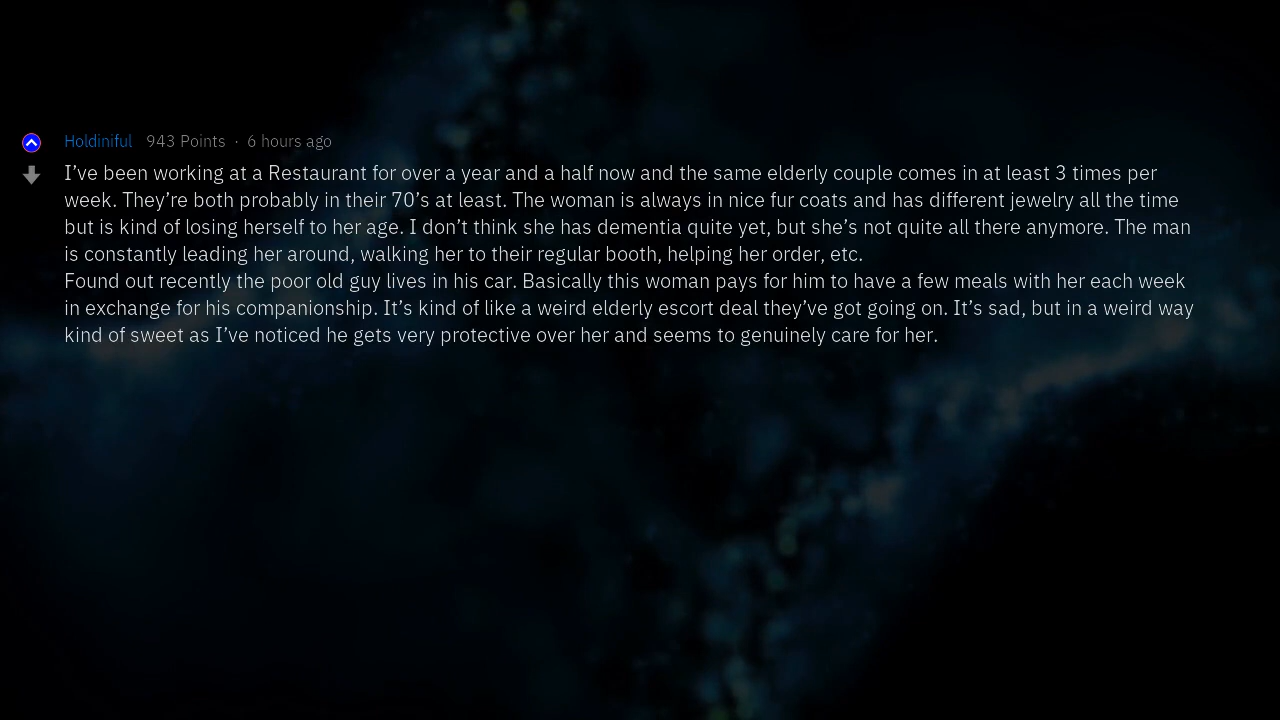 Holdiniful 943 Points · 6 hours ago
I’ve been working at a Restaurant for over a year and a half now and the same elderly couple comes in at least 3 times per
week. They’re both probably in their 70’s at least. The woman is always in nice fur coats and has different jewelry all the time
but is kind of losing herself to her age. I don’t think she has dementia quite yet, but she’s not quite all there anymore. The man
is constantly leading her around, walking her to their regular booth, helping her order, etc.
Found out recently the poor old guy lives in his car. Basically this woman pays for him to have a few meals with her each week
in exchange for his companionship. It’s kind of like a weird elderly escort deal they’ve got going on. It’s sad, but in a weird way
kind of sweet as I’ve noticed he gets very protective over her and seems to genuinely care for her.